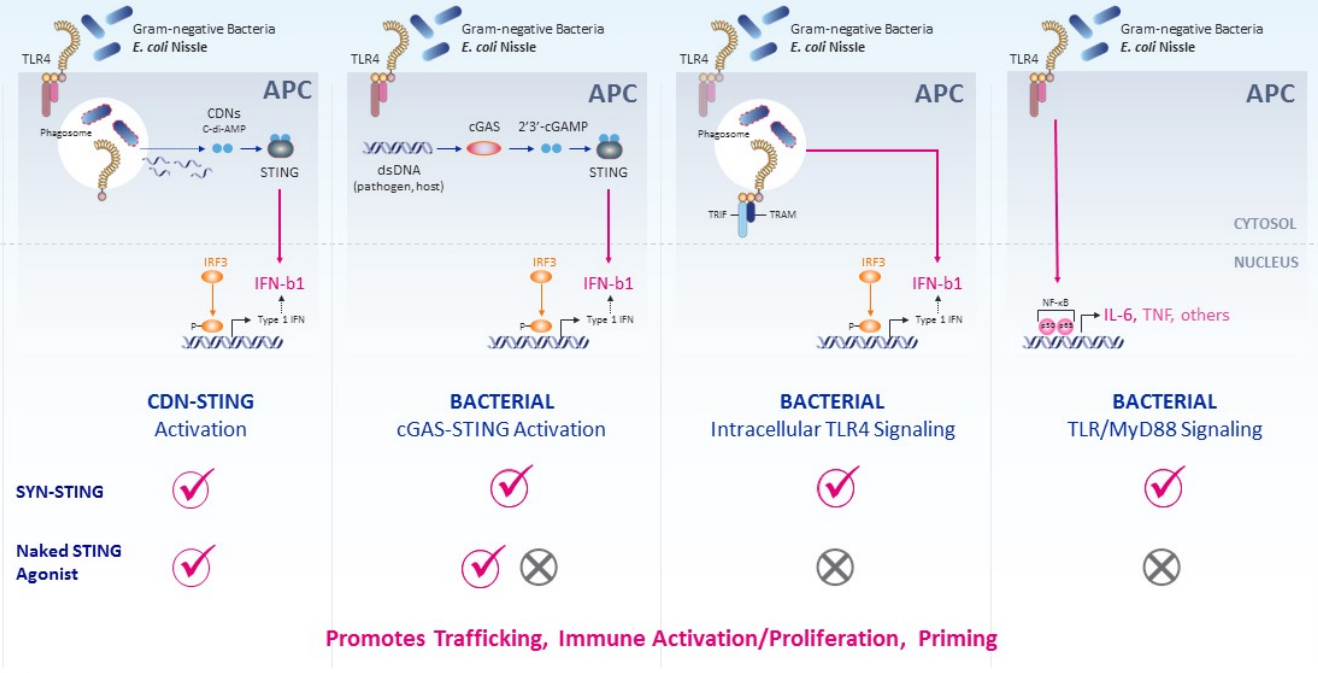 Gram-negative Bacteria
E. coli Nissle
TLR4
APC
CDNs
C-di-AMP
Phagosome
STING
IRF3
IFN-b1
P
Type 1 IFN
CDN-STING
Activation
Gram-negative Bacteria
E. coli Nissle
TLR4
APC
cGAS
2'3'-cGAMP
dsDNA
(pathogen, host)
STING
IRF3
IFN-b1
P
Type 1 IFN
BACTERIAL
cGAS-STING Activation
Gram-negative Bacteria
E. coli Nissle
TLR4
APC
Phagosome
TRIF
TRAM
IRF3
IFN-b1
P
Type 1 IFN
BACTERIAL
Intracellular TLR4 Signaling
Gram-negative Bacteria
E. coli Nissle
TLR4
APC
CYTOSOL
NUCLEUS
NF-κB
p50 p65
IL-6, TNF, others
BACTERIAL
TLR/MyD88 Signaling
SYN-STING
Naked STING
Agonist
Promotes Trafficking, Immune Activation/Proliferation, Priming